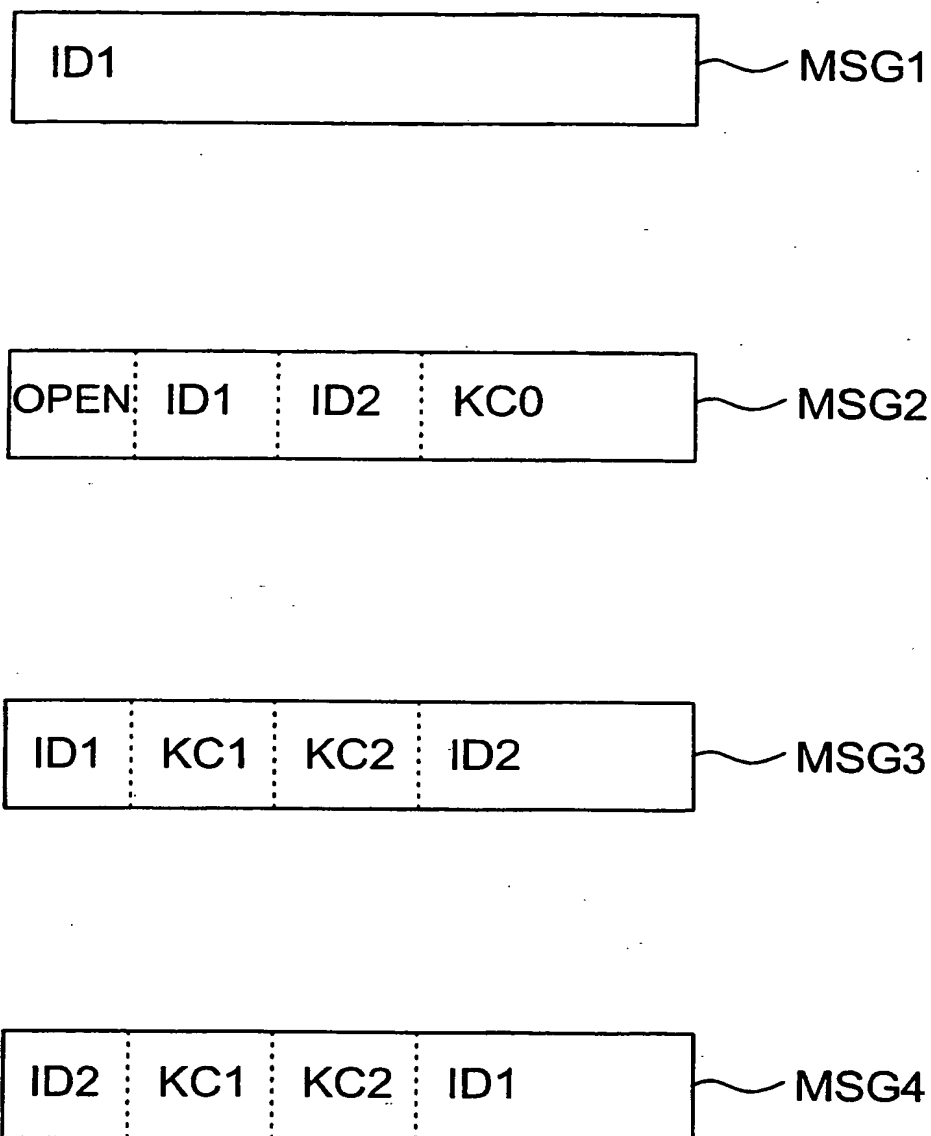 ID1 MSG1
OPEN ID1 ID2 KC0 MSG2
ID1 KC1 KC2 ID2 MSG3
ID2 KC1 KC2 ID1 MSG4